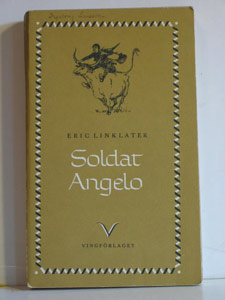 ERIC LINKLATER
Soldat
Angelo
V
VINGFÖRLAGET